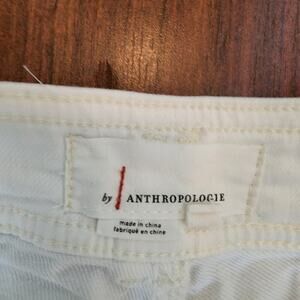 by ANTHROPOLOGIE
made in china
fabriqué en chine